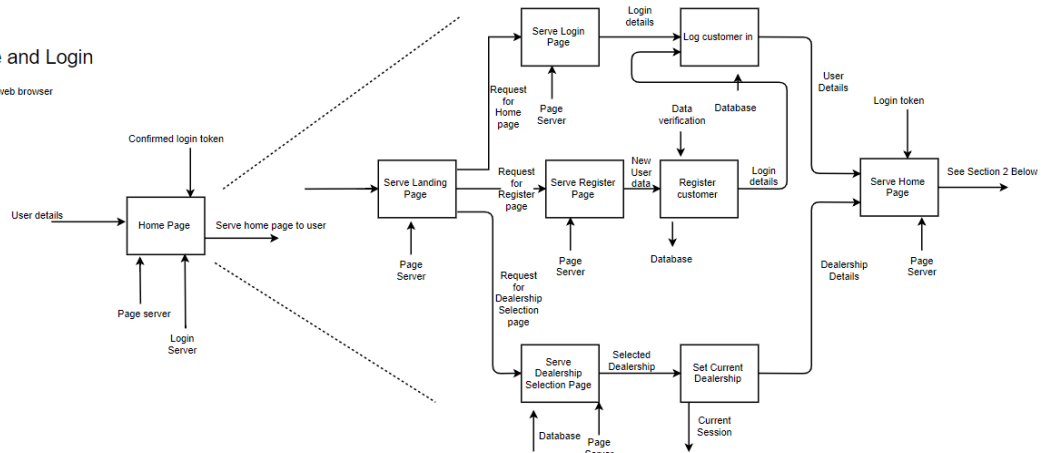 and Login
web browser
Confirmed login token
User details
Home Page
Serve home page to user
Page server
Login
Server
Serve Landing
Page
Page
Server
Request
for
Home
page
Request
for
Register
page
Request
for
Dealership
Selection
page
Serve Login
Page
Page
Server
Login
details
Log customer in
Database
Data
verification
Serve Register
Page
Page
Server
New
User
data
Register
customer
Database
Login
details
User
Details
Login token
Serve Home
Page
See Section 2 Below
Page
Server
Dealership
Details
Serve
Dealership
Selection Page
Database
Page
Server
Selected
Dealership
Set Current
Dealership
Current
Session